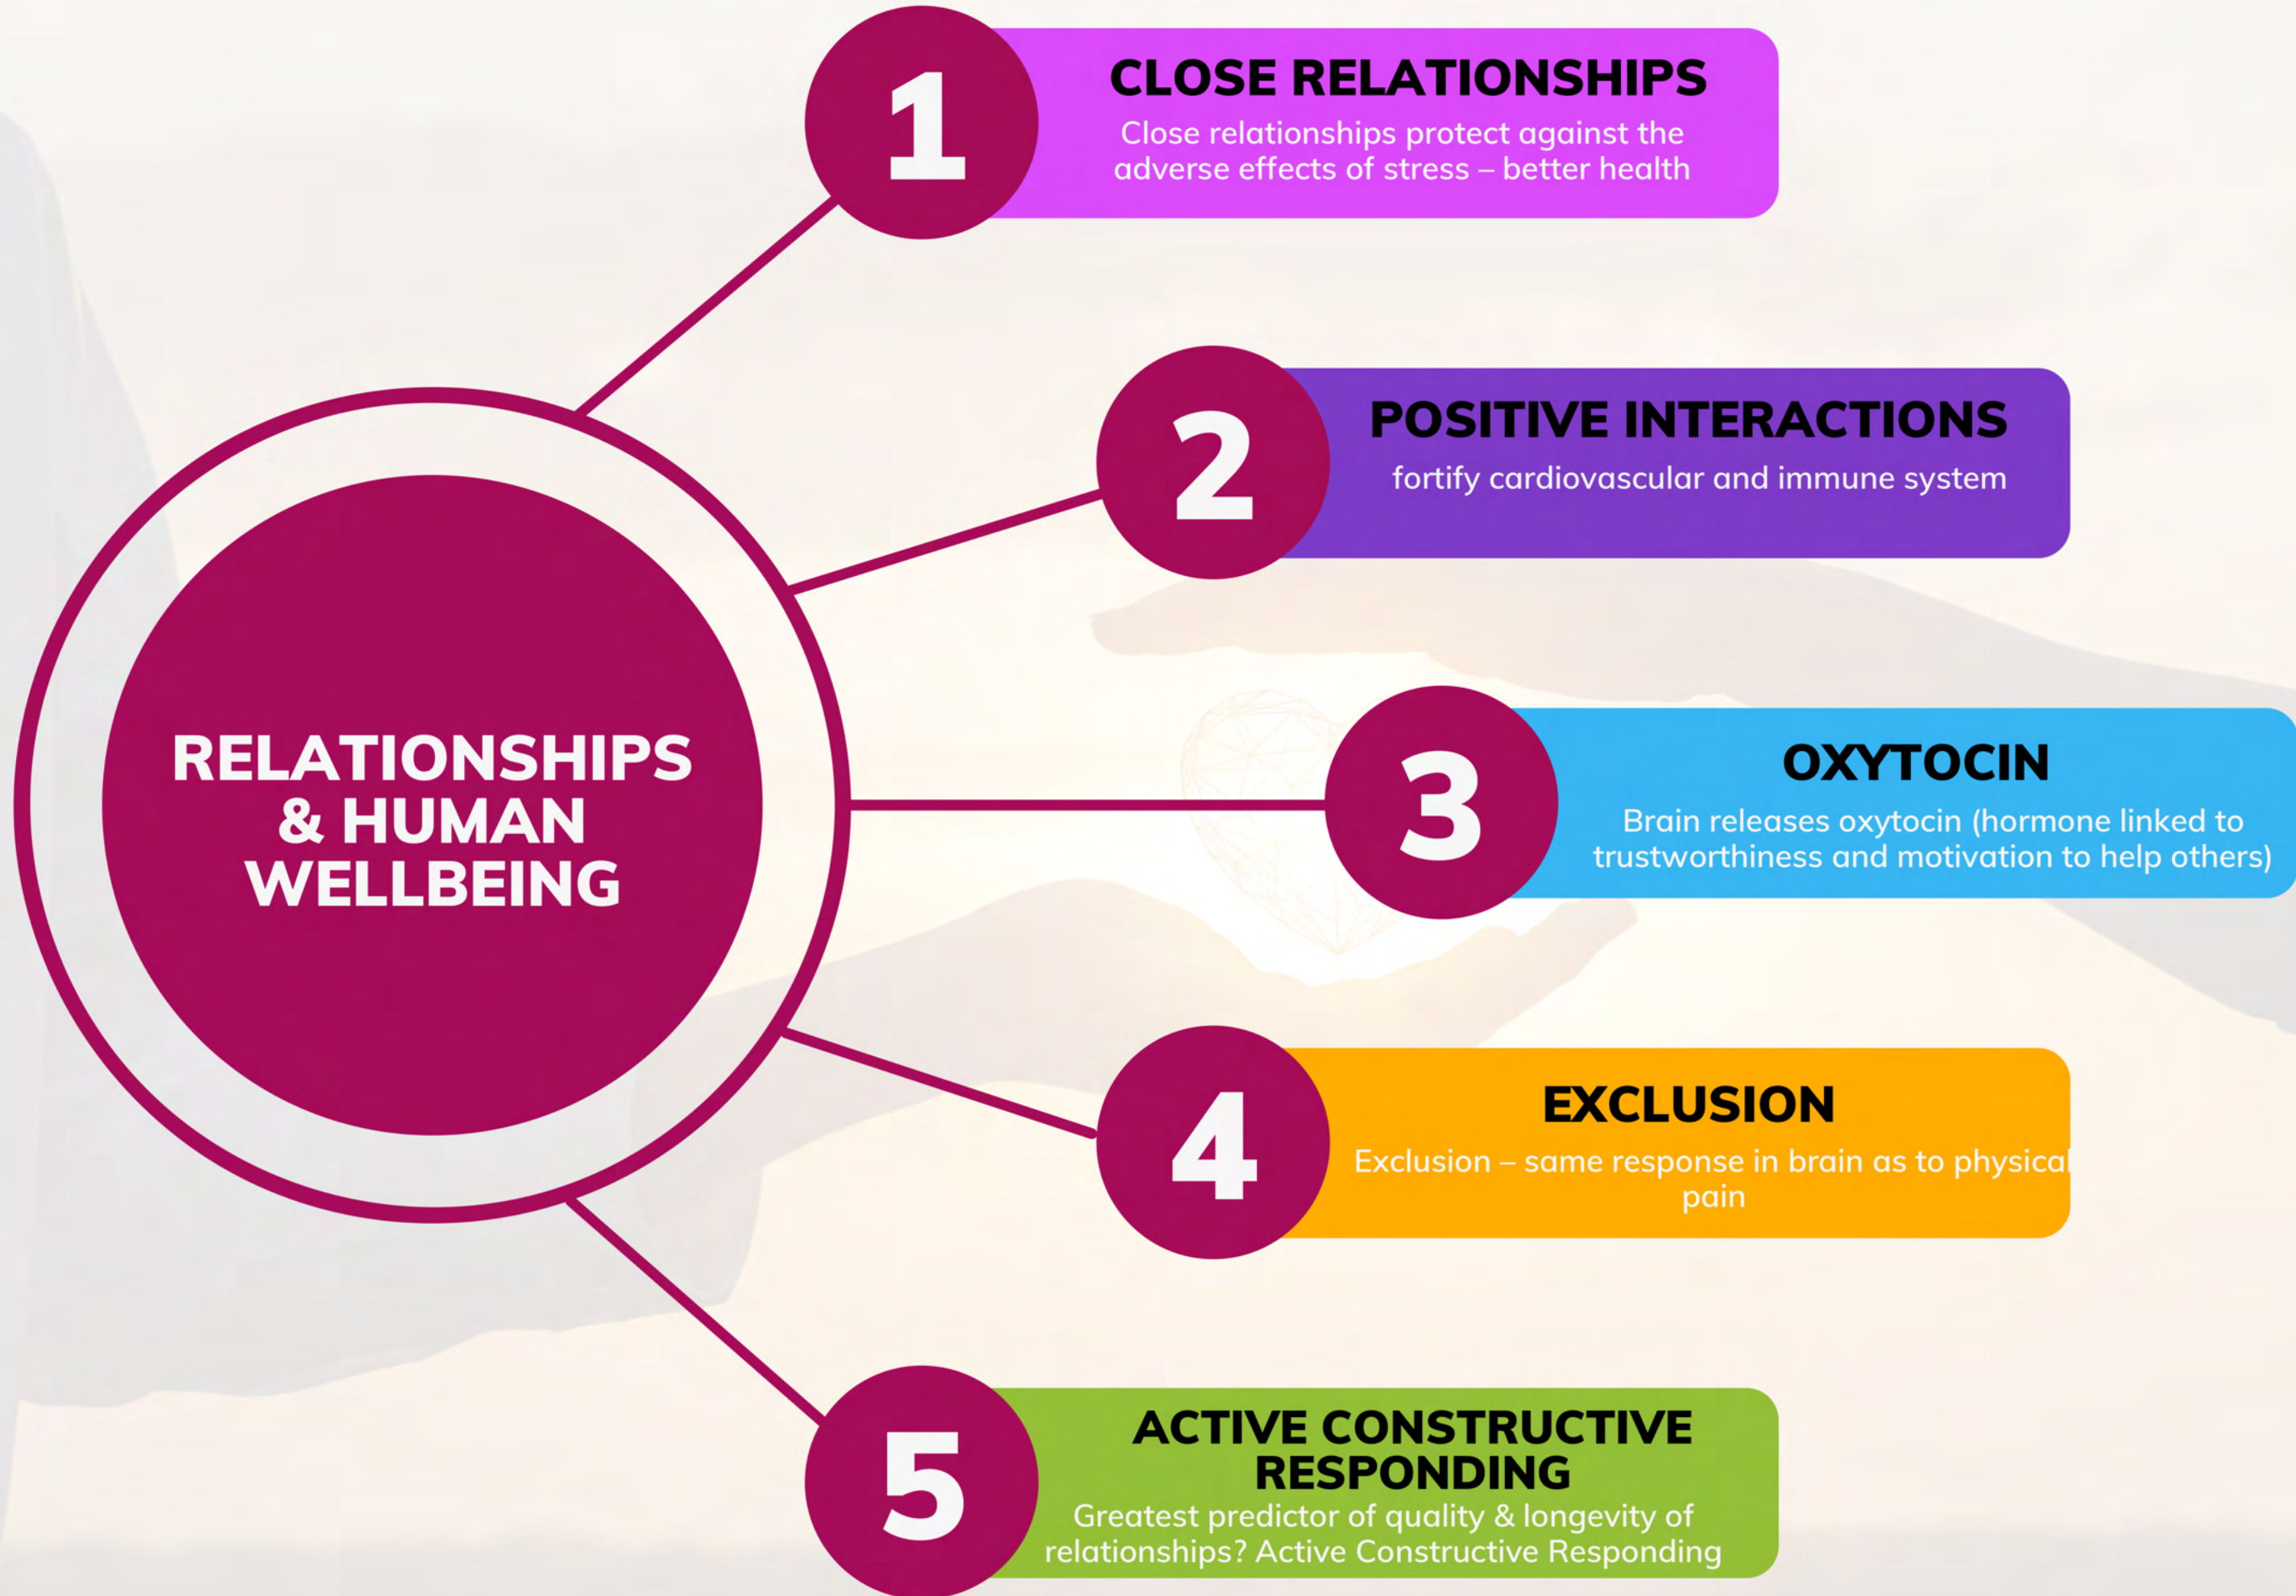 RELATIONSHIPS
& HUMAN
WELLBEING
1
CLOSE RELATIONSHIPS
Close relationships protect against the
adverse effects of stress – better health
2
POSITIVE INTERACTIONS
fortify cardiovascular and immune system
3
OXYTOCIN
Brain releases oxytocin (hormone linked to
trustworthiness and motivation to help others)
4
EXCLUSION
Exclusion – same response in brain as to physical
pain
5
ACTIVE CONSTRUCTIVE
RESPONDING
Greatest predictor of quality & longevity of
relationships? Active Constructive Responding